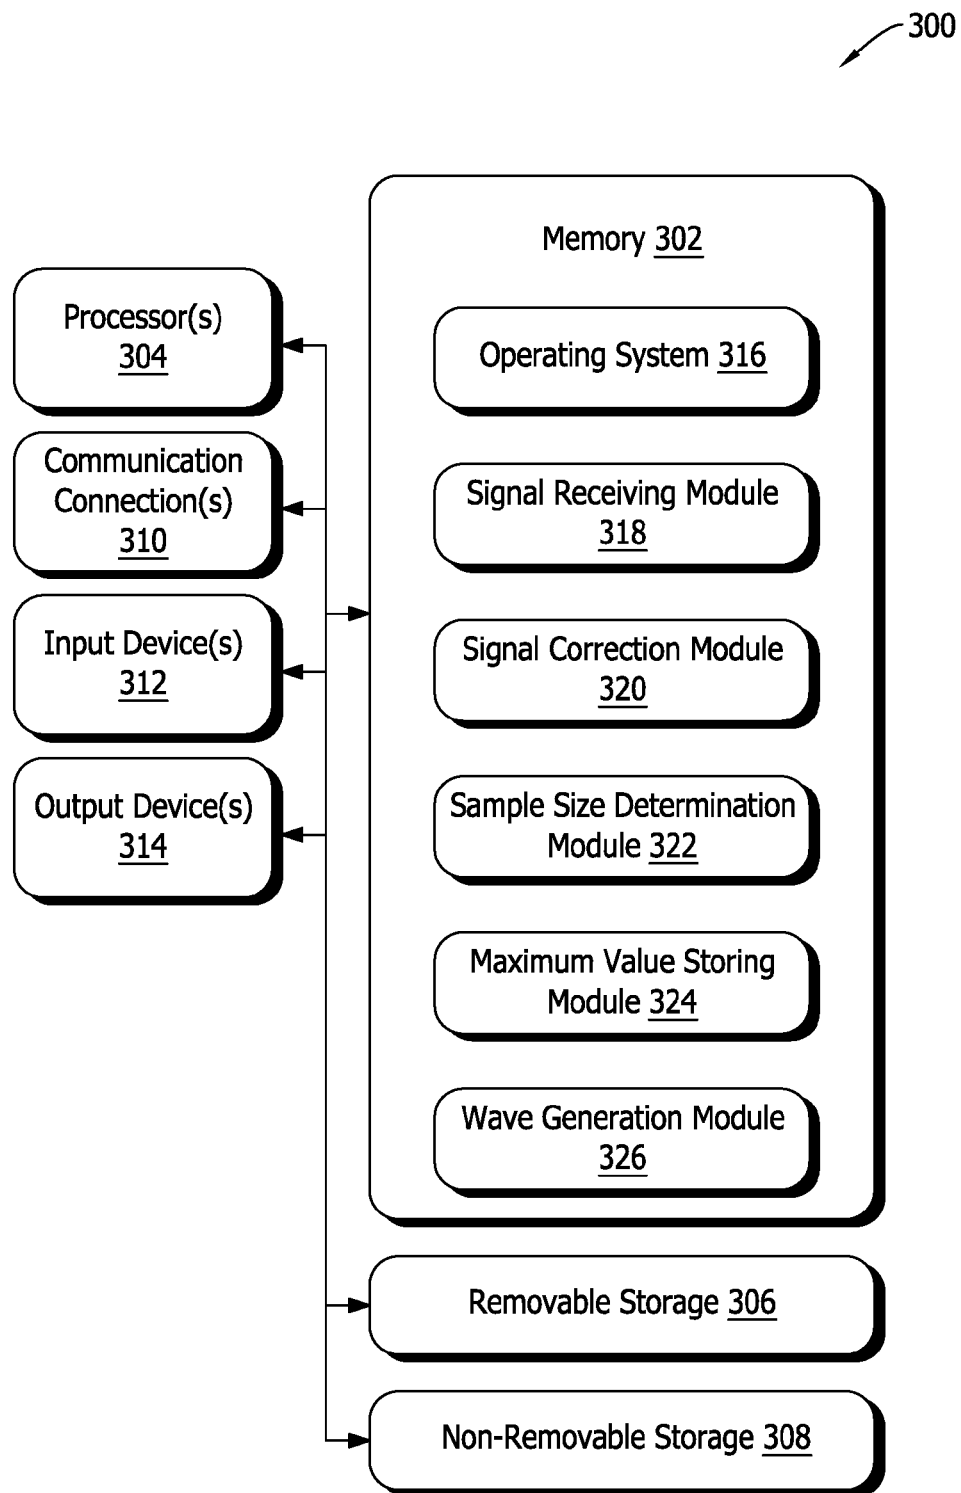 300
Memory 302
Processor(s)
304
Operating System 316
Communication
Connection(s)
310
Signal Receiving Module
318
Input Device(s)
312
Signal Correction Module
320
Output Device(s)
314
Sample Size Determination
Module 322
Maximum Value Storing
Module 324
Wave Generation Module
326
Removable Storage 306
Non-Removable Storage 308